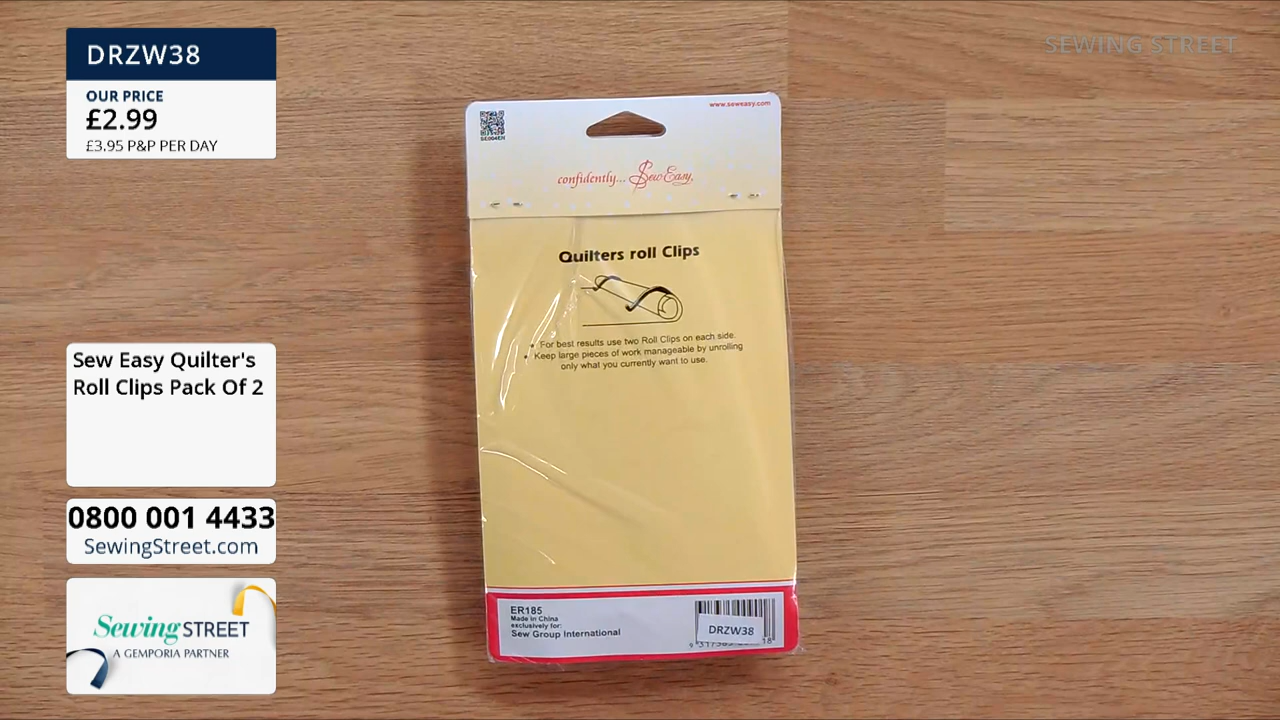 DRZW38
OUR PRICE
£2.99
£3.95 P&P PER DAY
SEWING STREET
www.seweasy.com
SE004EN
confidently... Sew Easy.
Quilters roll Clips
• For best results use two Roll Clips on each side.
• Keep large pieces of work manageable by unrolling
only what you currently want to use.
Sew Easy Quilter's
Roll Clips Pack Of 2
0800 001 4433
SewingStreet.com
Sewing STREET
A GEMPORIA PARTNER
ER185
Made in China
exclusively for:
Sew Group International
DRZW38